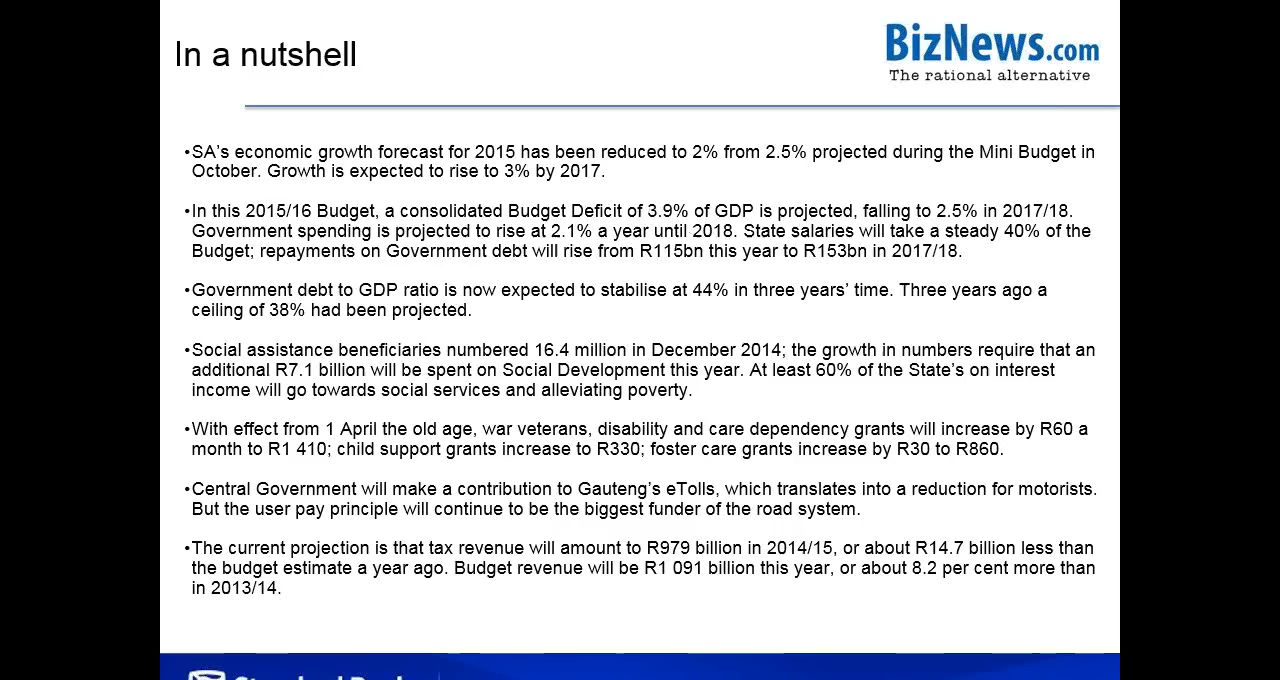 In a nutshell
BizNews.com
The rational alternative
•SA's economic growth forecast for 2015 has been reduced to 2% from 2.5% projected during the Mini Budget in
October. Growth is expected to rise to 3% by 2017.
•In this 2015/16 Budget, a consolidated Budget Deficit of 3.9% of GDP is projected, falling to 2.5% in 2017/18.
Government spending is projected to rise at 2.1% a year until 2018. State salaries will take a steady 40% of the
Budget; repayments on Government debt will rise from R115bn this year to R153bn in 2017/18.
•Government debt to GDP ratio is now expected to stabilise at 44% in three years' time. Three years ago a
ceiling of 38% had been projected.
•Social assistance beneficiaries numbered 16.4 million in December 2014; the growth in numbers require that an
additional R7.1 billion will be spent on Social Development this year. At least 60% of the State's on interest
income will go towards social services and alleviating poverty.
•With effect from 1 April the old age, war veterans, disability and care dependency grants will increase by R60 a
month to R1 410; child support grants increase to R330; foster care grants increase by R30 to R860.
•Central Government will make a contribution to Gauteng's eTolls, which translates into a reduction for motorists.
But the user pay principle will continue to be the biggest funder of the road system.
•The current projection is that tax revenue will amount to R979 billion in 2014/15, or about R14.7 billion less than
the budget estimate a year ago. Budget revenue will be R1 091 billion this year, or about 8.2 per cent more than
in 2013/14.